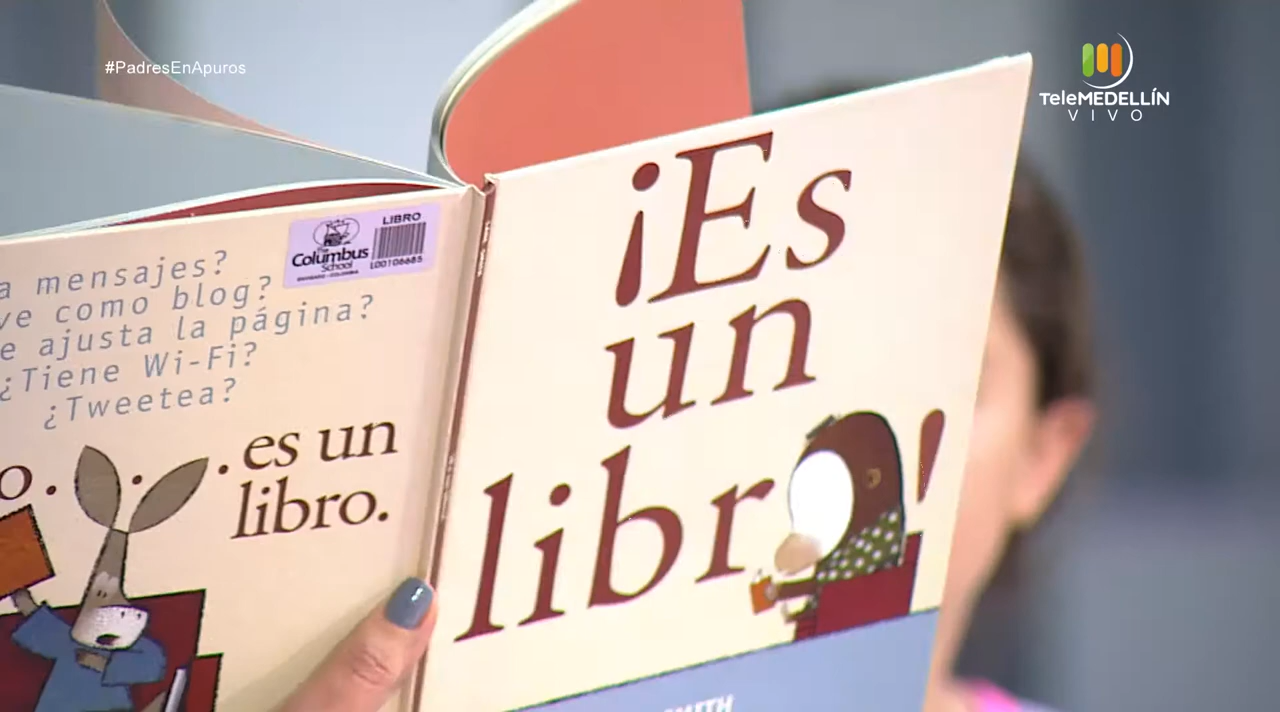 #PadresEnApuros
TeleMEDELLÍN
VIVO
LIBRO
The
Columbus
School
L00106685
mensajes?
como blog?
ajusta la página?
¿Tiene Wi-Fi?
¿Tweetea?
. . . es un
libro.
¡Es
un
libro!